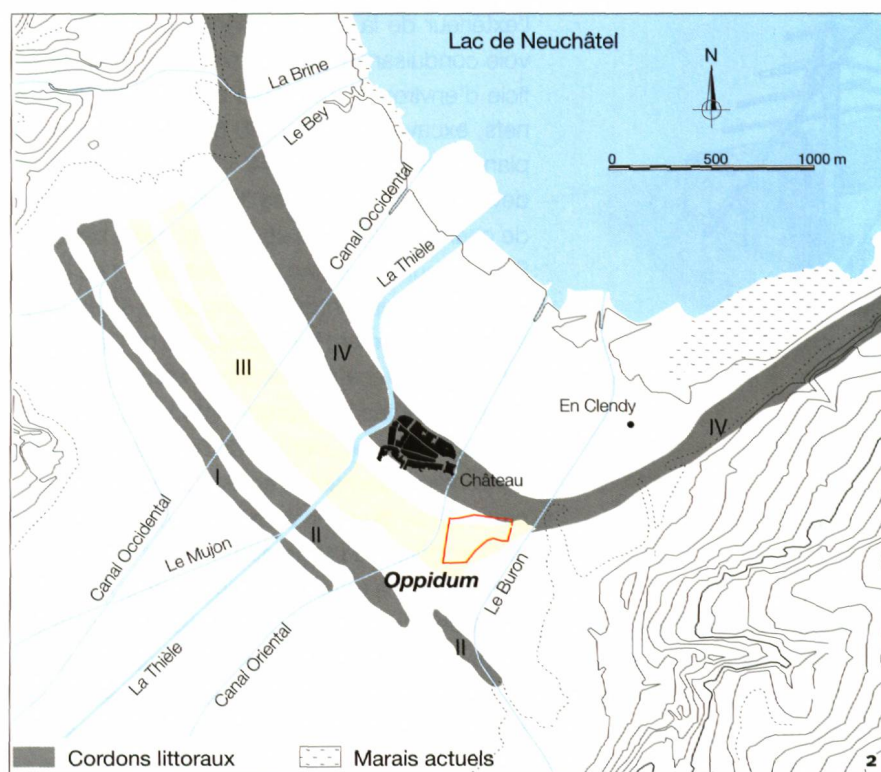 Lac de Neuchâtel
N
0 500 1000 m
La Brine
Le Bey
Canal Occidental
La Thièle
III
IV
En Clendy
IV
Château
I
II
Canal Occidental
Le Mujon
Oppidum
Le Buron
La Thièle
Canal Oriental
II
Cordons littoraux
Marais actuels
2